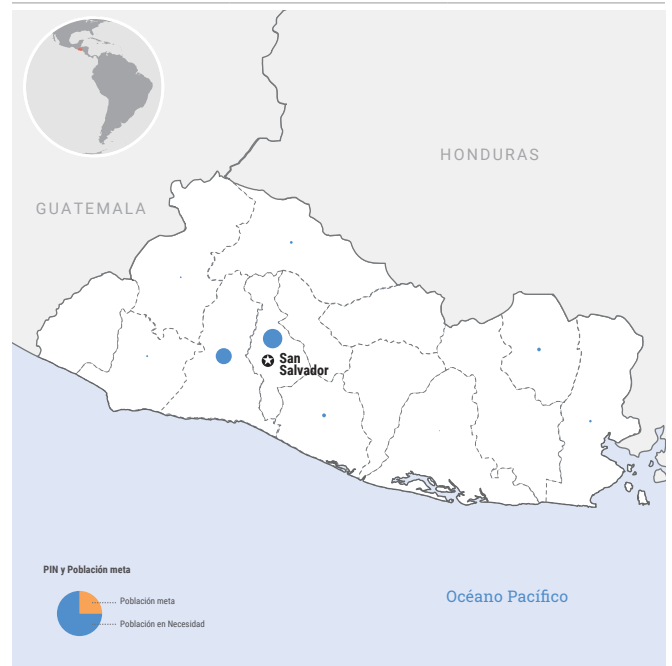 HONDURAS
GUATEMALA
San
Salvador
PIN y Población meta
Población meta
Población en Necesidad
Océano Pacífico